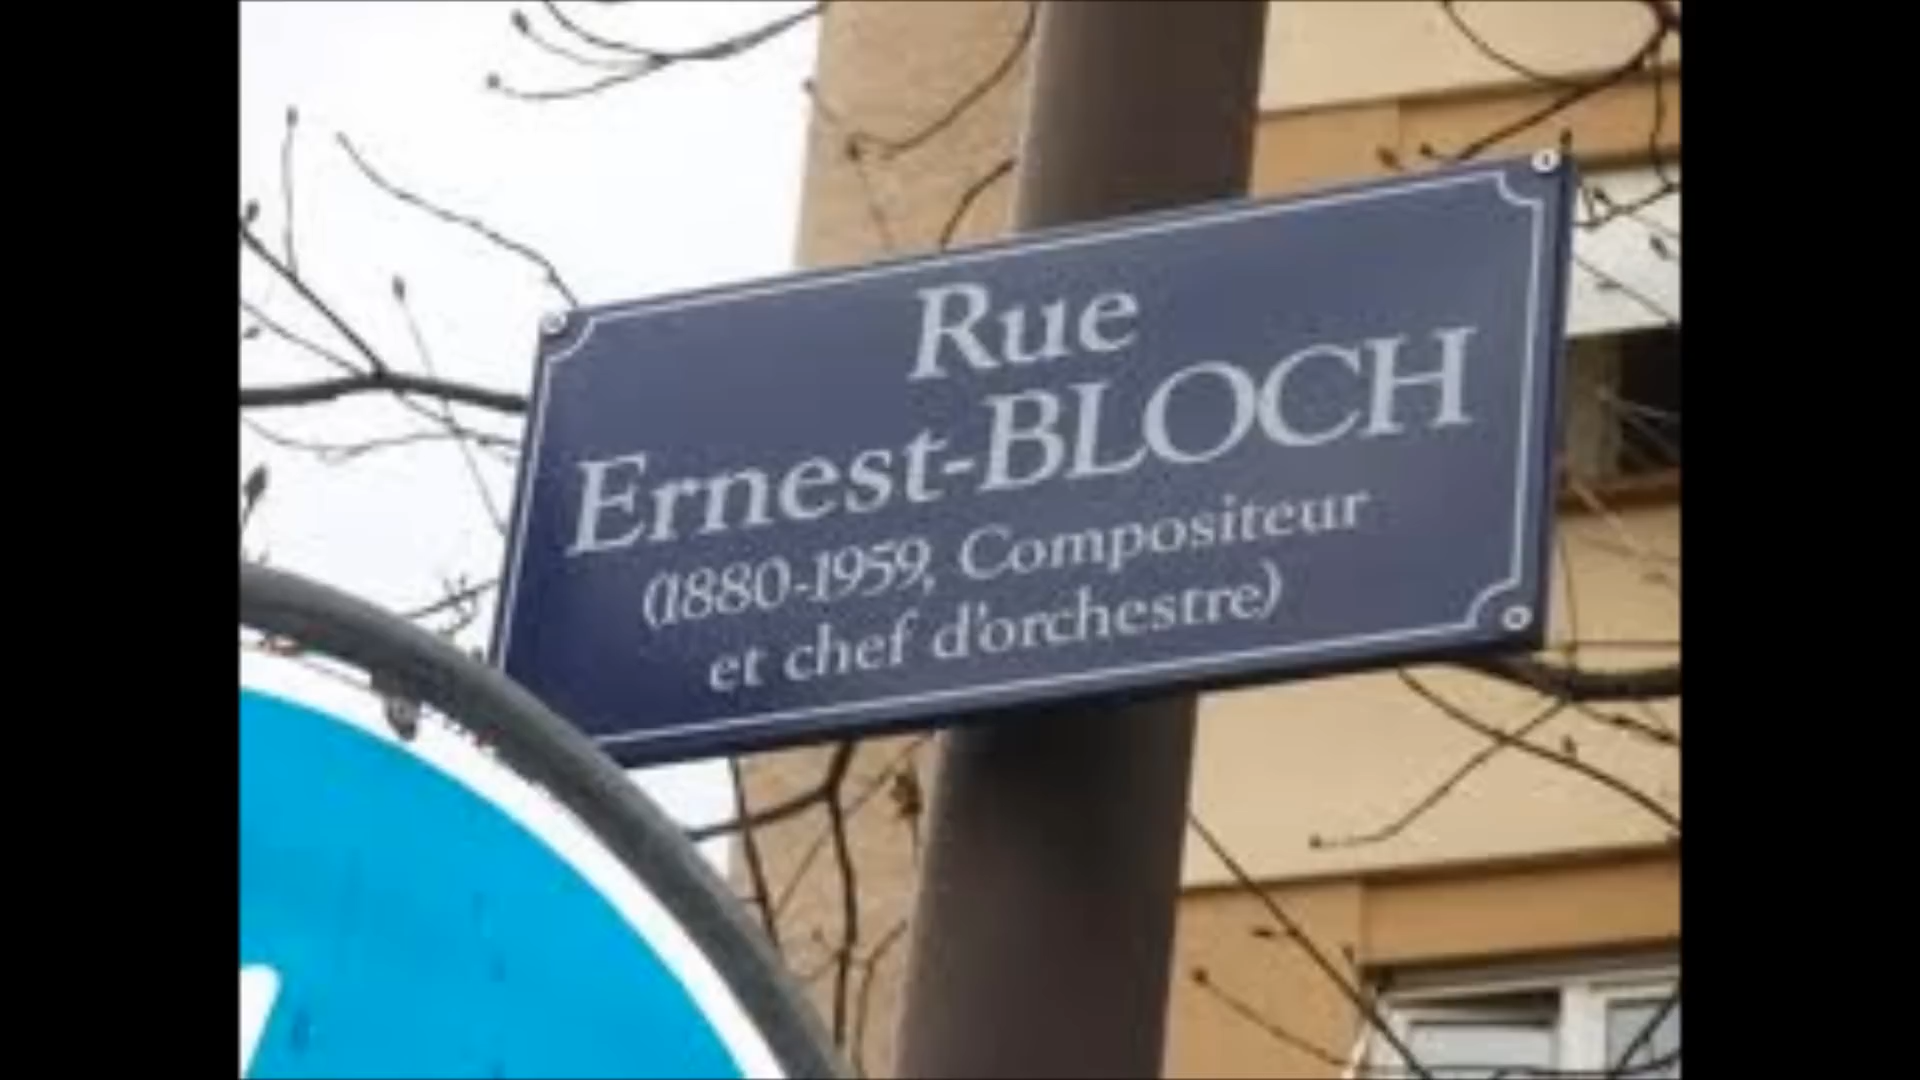 Rue
Ernest-BLOCH
(1880-1959, Compositeur
et chef d'orchestre)